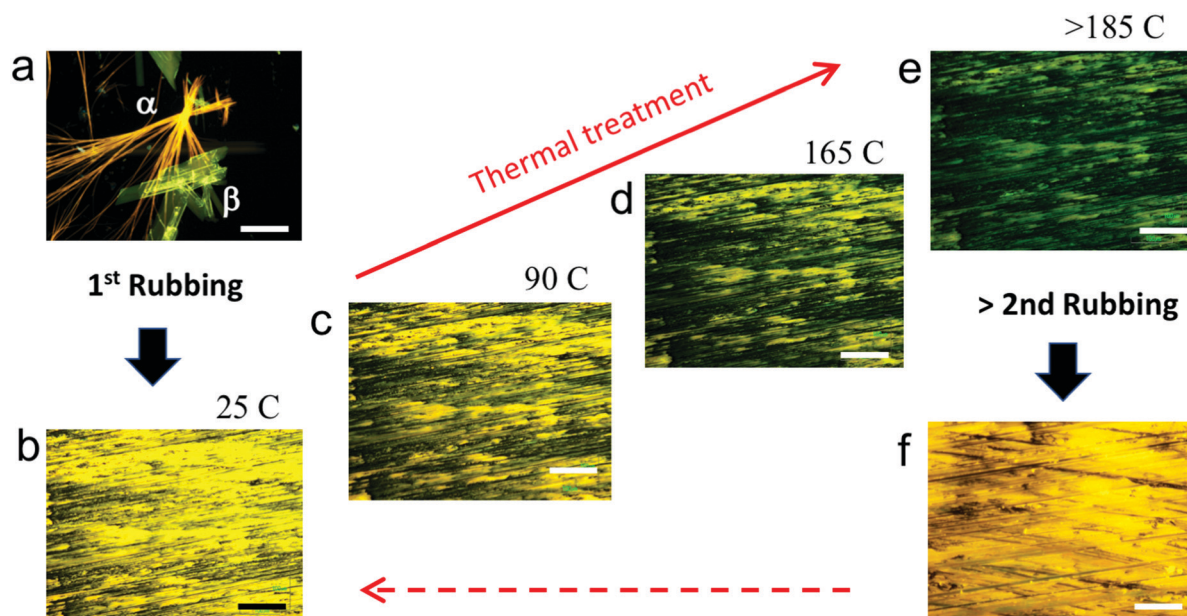 >185 C
a
e
α
Thermal treatment
165 C
d
β
1st Rubbing
90 C
> 2nd Rubbing
c
25 C
b
f